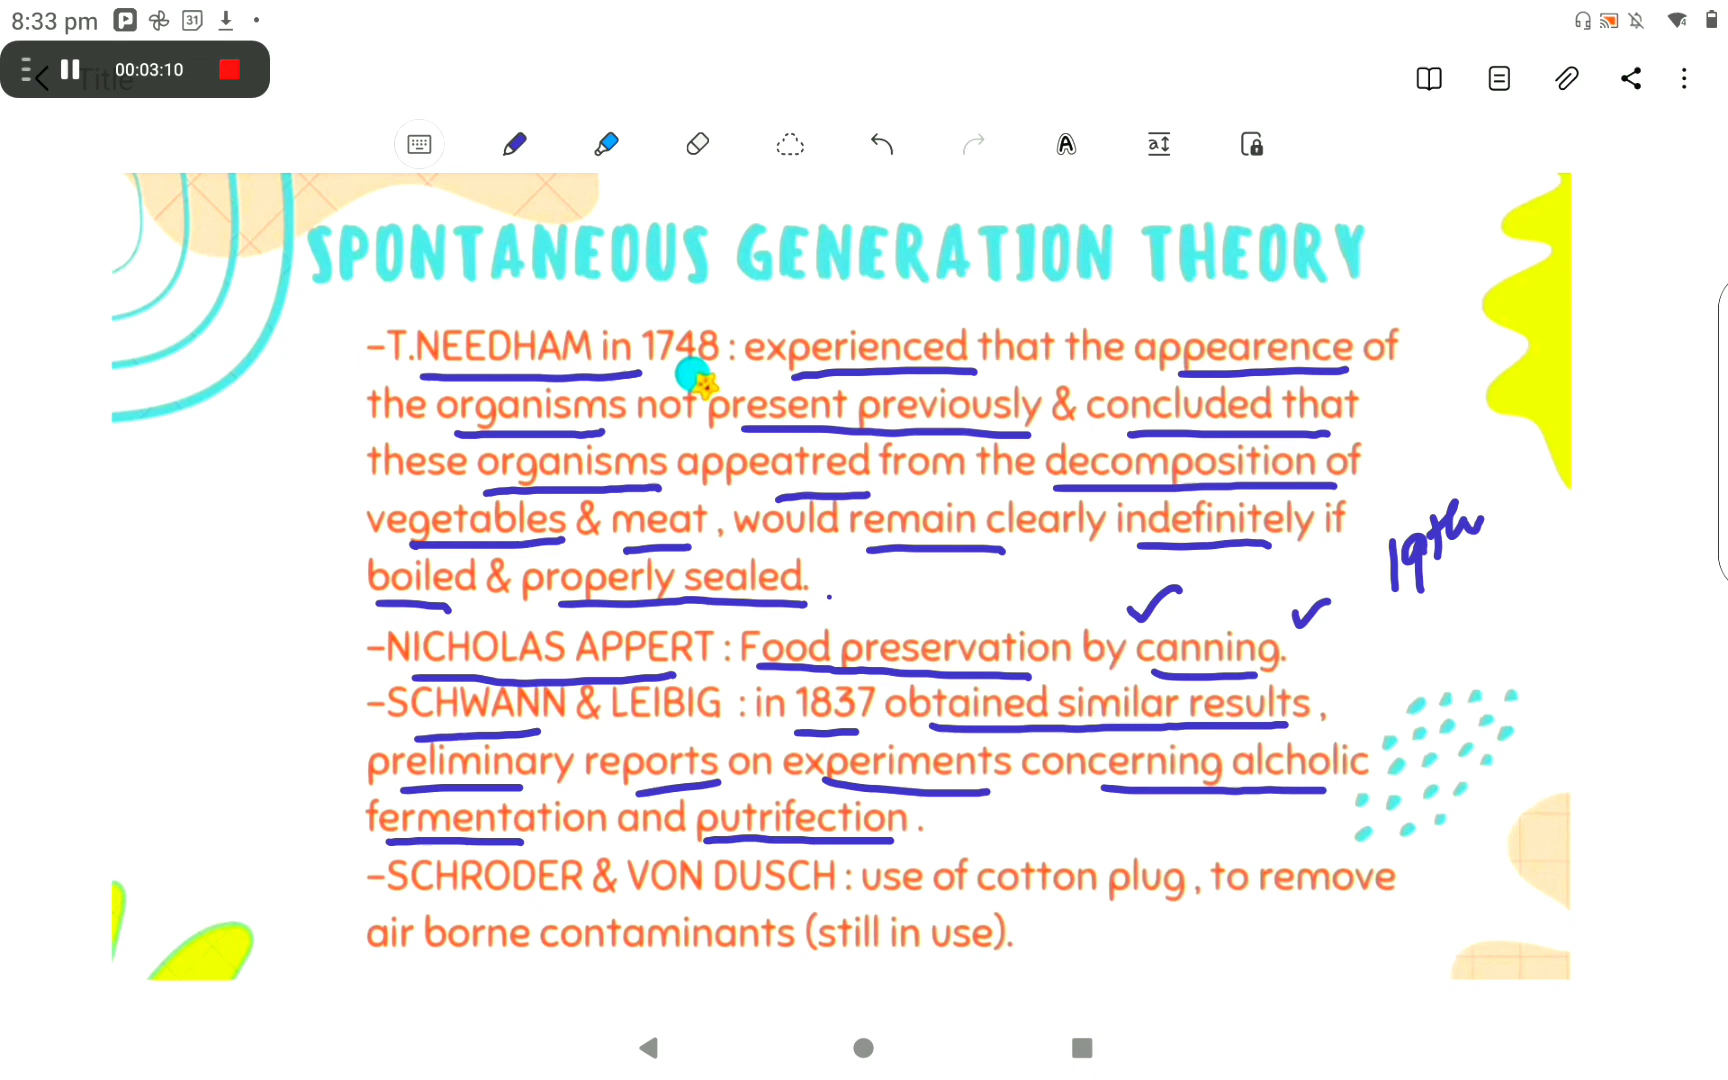 8:33 pm
31
4
00:03:10
Title
A
a
SPONTANEOUS GENERATION THEORY
-T.NEEDHAM in 1748 : experienced that the appearence of
the organisms not present previously & concluded that
these organisms appeatred from the decomposition of
vegetables & meat , would remain clearly indefinitely if
boiled & properly sealed.
-NICHOLAS APPERT : Food preservation by canning.
-SCHWANN & LEIBIG : in 1837 obtained similar results ,
preliminary reports on experiments concerning alcholic
fermentation and putrifection .
-SCHRODER & VON DUSCH : use of cotton plug , to remove
air borne contaminants (still in use).